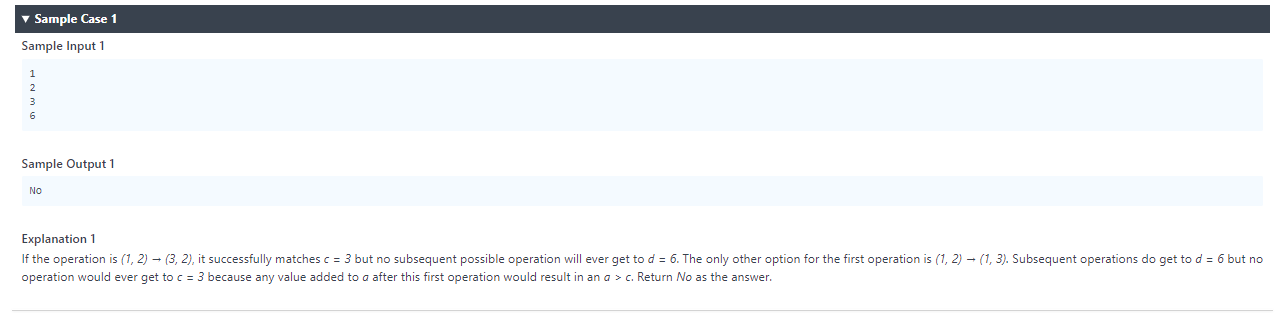 ▼ Sample Case 1
Sample Input 1
1
2
3
6
Sample Output 1
No
Explanation 1
If the operation is (1, 2) → (3, 2), it successfully matches c = 3 but no subsequent possible operation will ever get to d = 6. The only other option for the first operation is (1, 2) → (1, 3). Subsequent operations do get to d = 6 but no
operation would ever get to c = 3 because any value added to a after this first operation would result in an a > c. Return No as the answer.